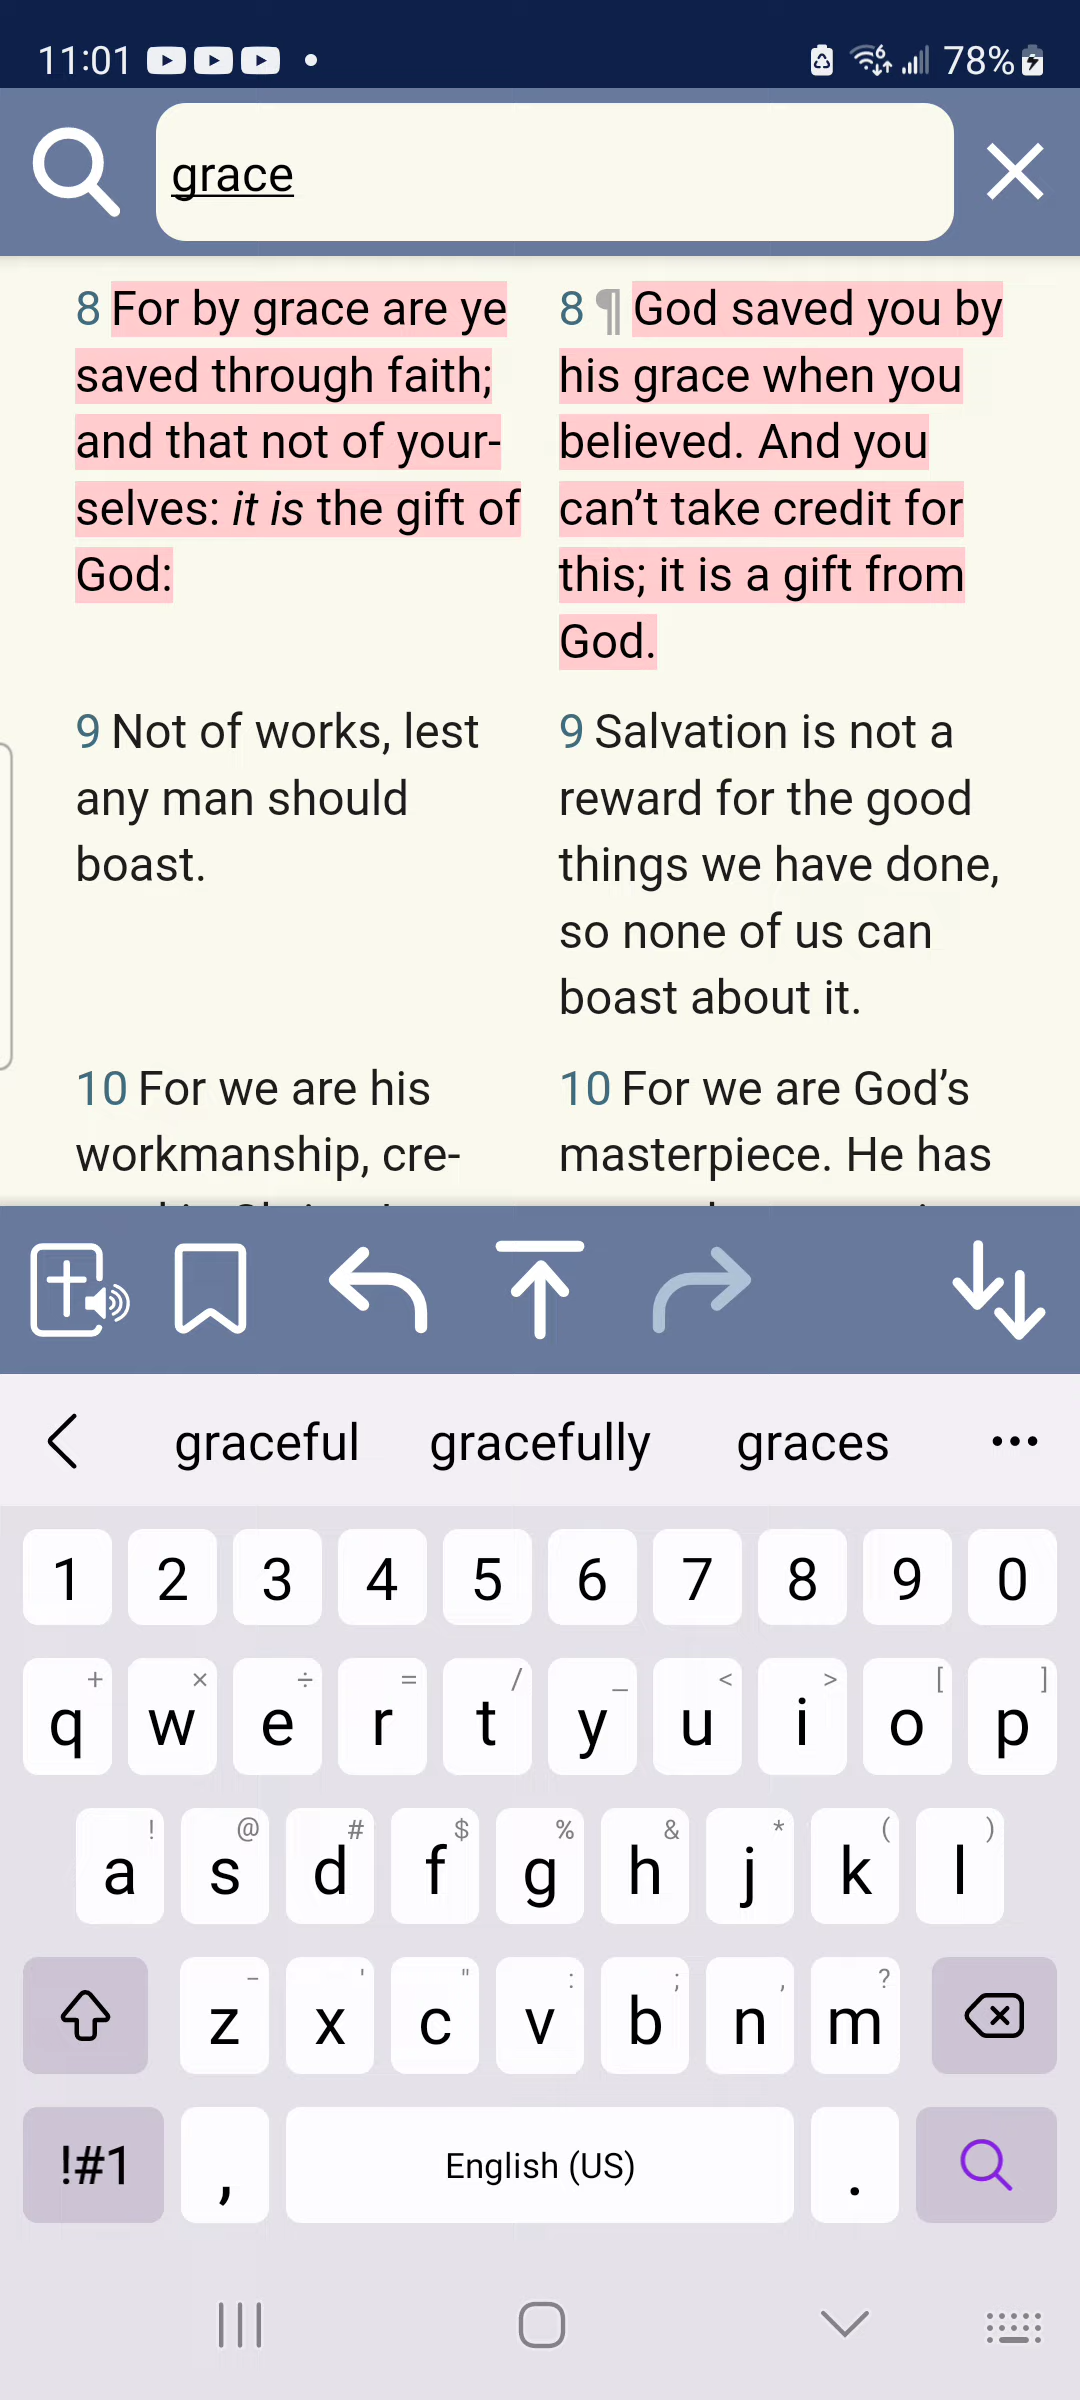 11:01
78%
grace
8 For by grace are ye
saved through faith;
and that not of your-
selves: it is the gift of
God:
8 ¶ God saved you by
his grace when you
believed. And you
can’t take credit for
this; it is a gift from
God.
9 Not of works, lest
any man should
boast.
9 Salvation is not a
reward for the good
things we have done,
so none of us can
boast about it.
10 For we are his
workmanship, cre-
10 For we are God’s
masterpiece. He has
graceful gracefully graces
1 2 3 4 5 6 7 8 9 0
+ × ÷ = / _ < > [ ]
q w e r t y u i o p
! @ # $ % & * ( )
a s d f g h j k l
- ' " : ; , ?
z x c v b n m
!#1 , English (US) .